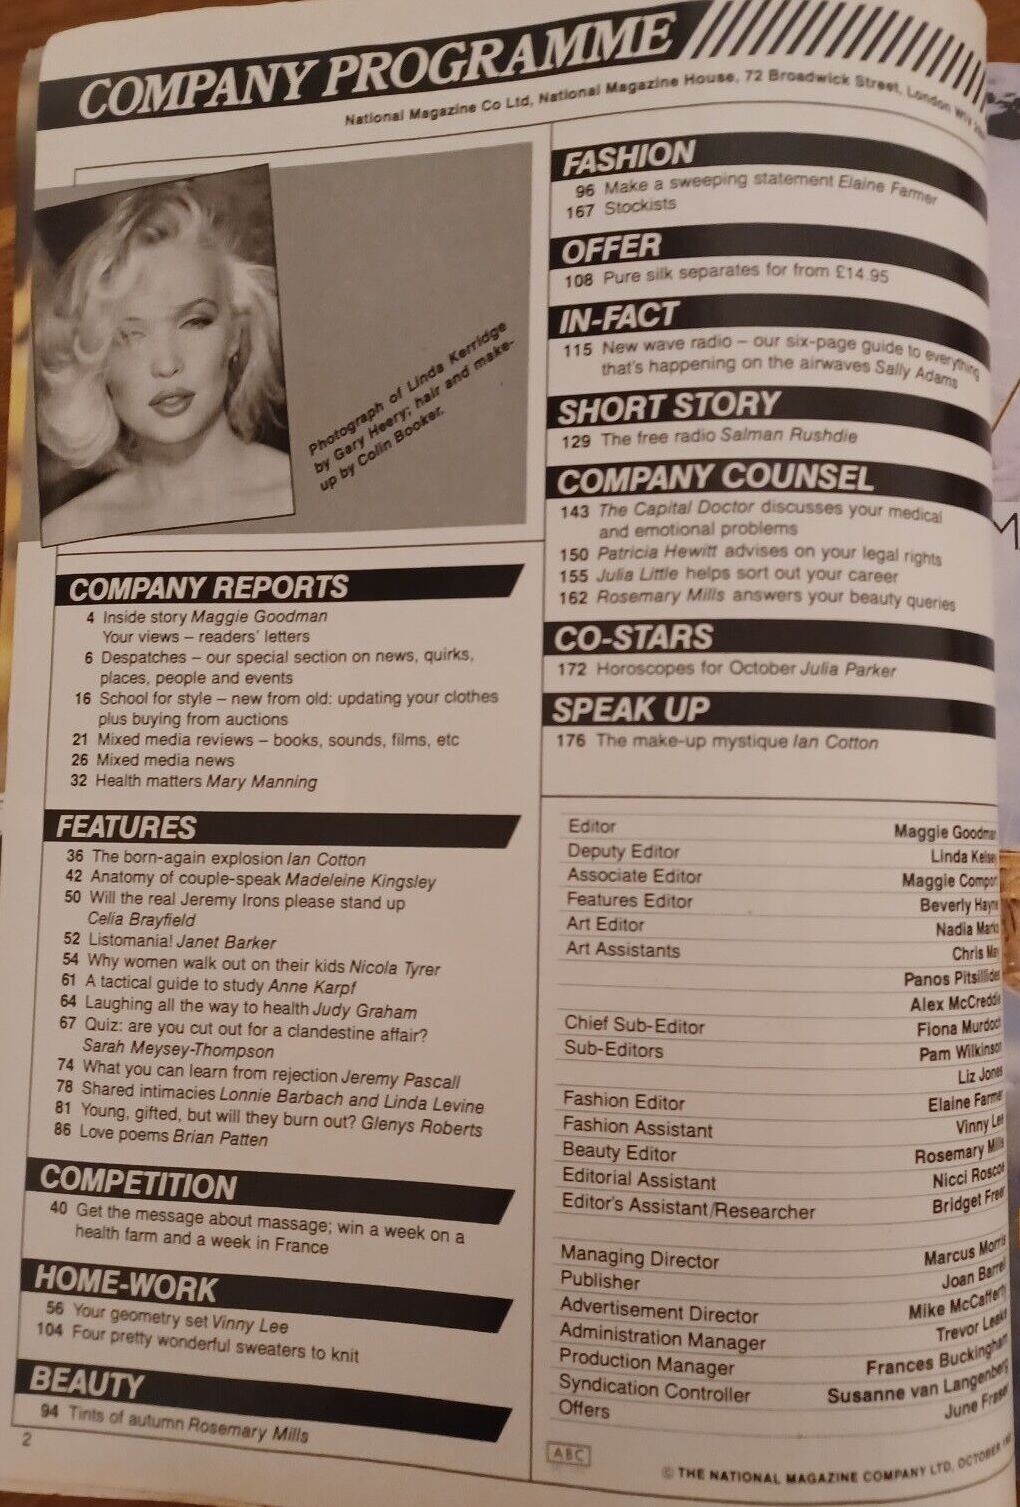 COMPANY PROGRAMME
National Magazine Co Ltd, National Magazine House, 72 Broadwick Street, London
Photograph of Linda Kerridge
by Gary Heery; hair and make-
up by Colin Booker.
COMPANY REPORTS
4 Inside story Maggie Goodman
Your views – readers' letters
6 Despatches – our special section on news, quirks,
places, people and events
16 School for style – new from old: updating your clothes
plus buying from auctions
21 Mixed media reviews – books, sounds, films, etc
26 Mixed media news
32 Health matters Mary Manning
FEATURES
36 The born-again explosion Ian Cotton
42 Anatomy of couple-speak Madeleine Kingsley
50 Will the real Jeremy Irons please stand up
Celia Brayfield
52 Listomania! Janet Barker
54 Why women walk out on their kids Nicola Tyrer
61 A tactical guide to study Anne Karpf
64 Laughing all the way to health Judy Graham
67 Quiz: are you cut out for a clandestine affair?
Sarah Meysey-Thompson
74 What you can learn from rejection Jeremy Pascall
78 Shared intimacies Lonnie Barbach and Linda Levine
81 Young, gifted, but will they burn out? Glenys Roberts
86 Love poems Brian Patten
COMPETITION
40 Get the message about massage; win a week on a
health farm and a week in France
HOME-WORK
56 Your geometry set Vinny Lee
104 Four pretty wonderful sweaters to knit
BEAUTY
94 Tints of autumn Rosemary Mills
2
FASHION
96 Make a sweeping statement Elaine Farmer
167 Stockists
OFFER
108 Pure silk separates for from £14.95
IN-FACT
115 New wave radio – our six-page guide to everything
that's happening on the airwaves Sally Adams
SHORT STORY
129 The free radio Salman Rushdie
COMPANY COUNSEL
143 The Capital Doctor discusses your medical
and emotional problems
150 Patricia Hewitt advises on your legal rights
155 Julia Little helps sort out your career
162 Rosemary Mills answers your beauty queries
CO-STARS
172 Horoscopes for October Julia Parker
SPEAK UP
176 The make-up mystique Ian Cotton
Editor Maggie Goodman
Deputy Editor Linda
Associate Editor Maggie
Features Editor Beverly
Art Editor Nadia
Art Assistants Chris
Panos
Alex
Chief Sub-Editor Fiona
Sub-Editors Pam Wilkinson
Liz Jones
Fashion Editor Elaine Farmer
Fashion Assistant Vinny Lee
Beauty Editor Rosemary Mills
Editorial Assistant Nicci Roscoe
Editor's Assistant/Researcher Bridget Freer
Managing Director Marcus Morris
Publisher Joan
Advertisement Director Mike McCafferty
Administration Manager Trevor
Production Manager Frances Buckingham
Syndication Controller Susanne van Langenberg
Offers June Fraser
ABC
© THE NATIONAL MAGAZINE COMPANY LTD, OCTOBER